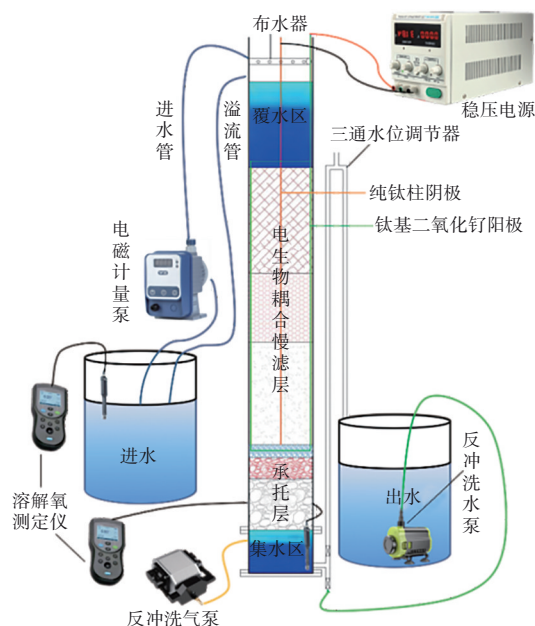 布水器
稳压电源
进水管
溢流管
覆水区
三通水位调节器
纯钛柱阴极
钛基二氧化钌阳极
电磁计量泵
电生物耦合慢滤层
进水
溶解氧
测定仪
承托层
集水区
出水
反冲洗水泵
反冲洗气泵